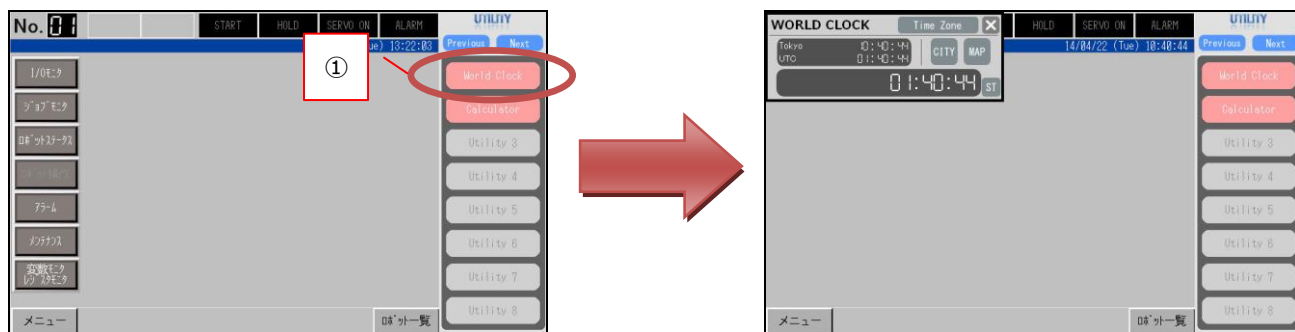 No. 01 START HOLD SERVO ON ALARM UTILITY
ue) 13:22:03 Previous Next
①
I/Oモニタ
ジョブモニタ
ロボットステータス
アラーム
メンテナンス
変数モニタ
レジスタモニタ
メニュー ロボット一覧
World Clock
Calculator
Utility 3
Utility 4
Utility 5
Utility 6
Utility 7
Utility 8
WORLD CLOCK Time Zone X HOLD SERVO ON ALARM UTILITY
14/04/22 (Tue) 10:40:44 Previous Next
Tokyo 10:40:44
UTC 01:40:44
CITY MAP
01:40:44 ST
World Clock
Calculator
Utility 3
Utility 4
Utility 5
Utility 6
Utility 7
Utility 8
メニュー ロボット一覧